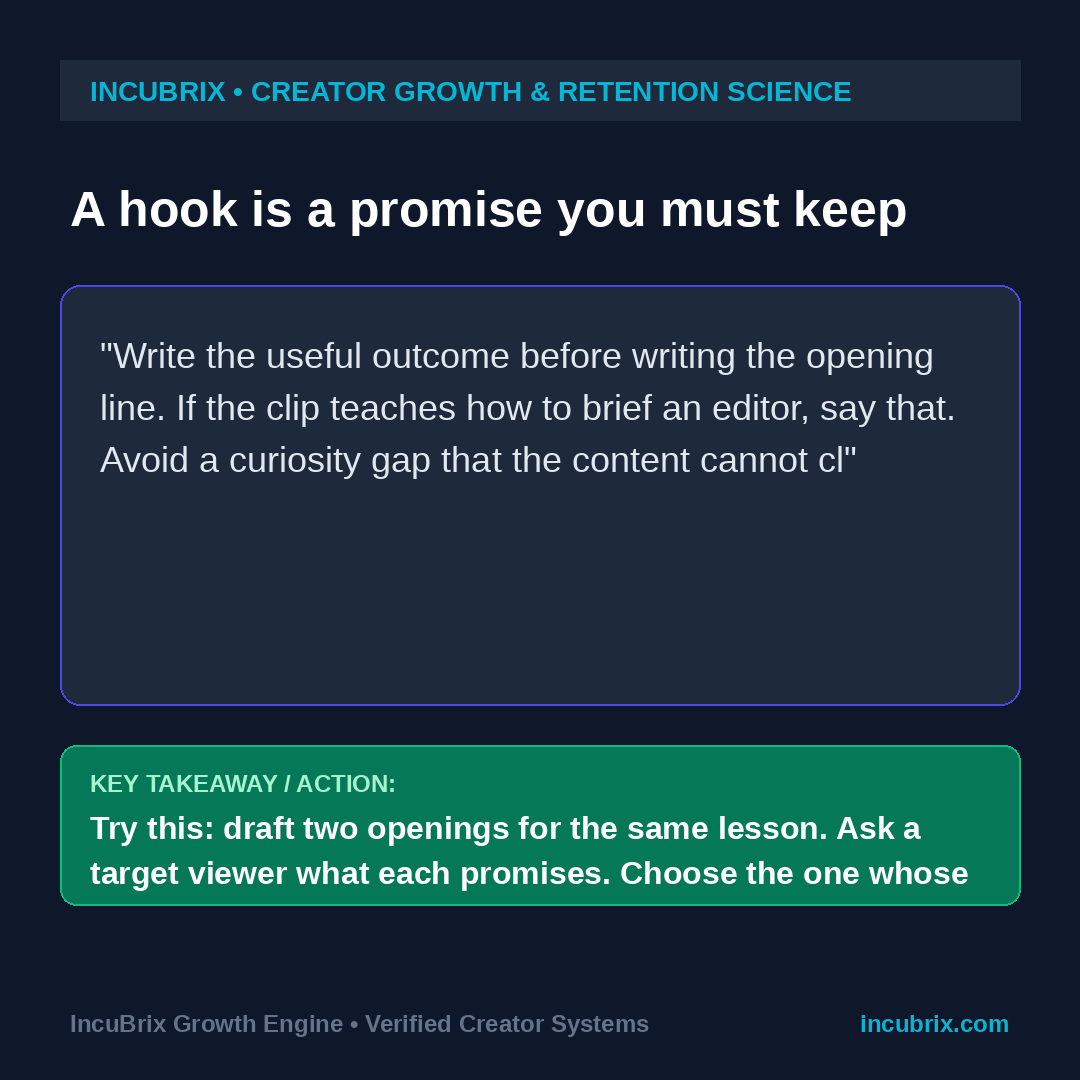 INCUBRIX • CREATOR GROWTH & RETENTION SCIENCE
A hook is a promise you must keep
"Write the useful outcome before writing the opening
line. If the clip teaches how to brief an editor, say that.
Avoid a curiosity gap that the content cannot cl"
KEY TAKEAWAY / ACTION:
Try this: draft two openings for the same lesson. Ask a
target viewer what each promises. Choose the one whose
IncuBrix Growth Engine • Verified Creator Systems
incubrix.com